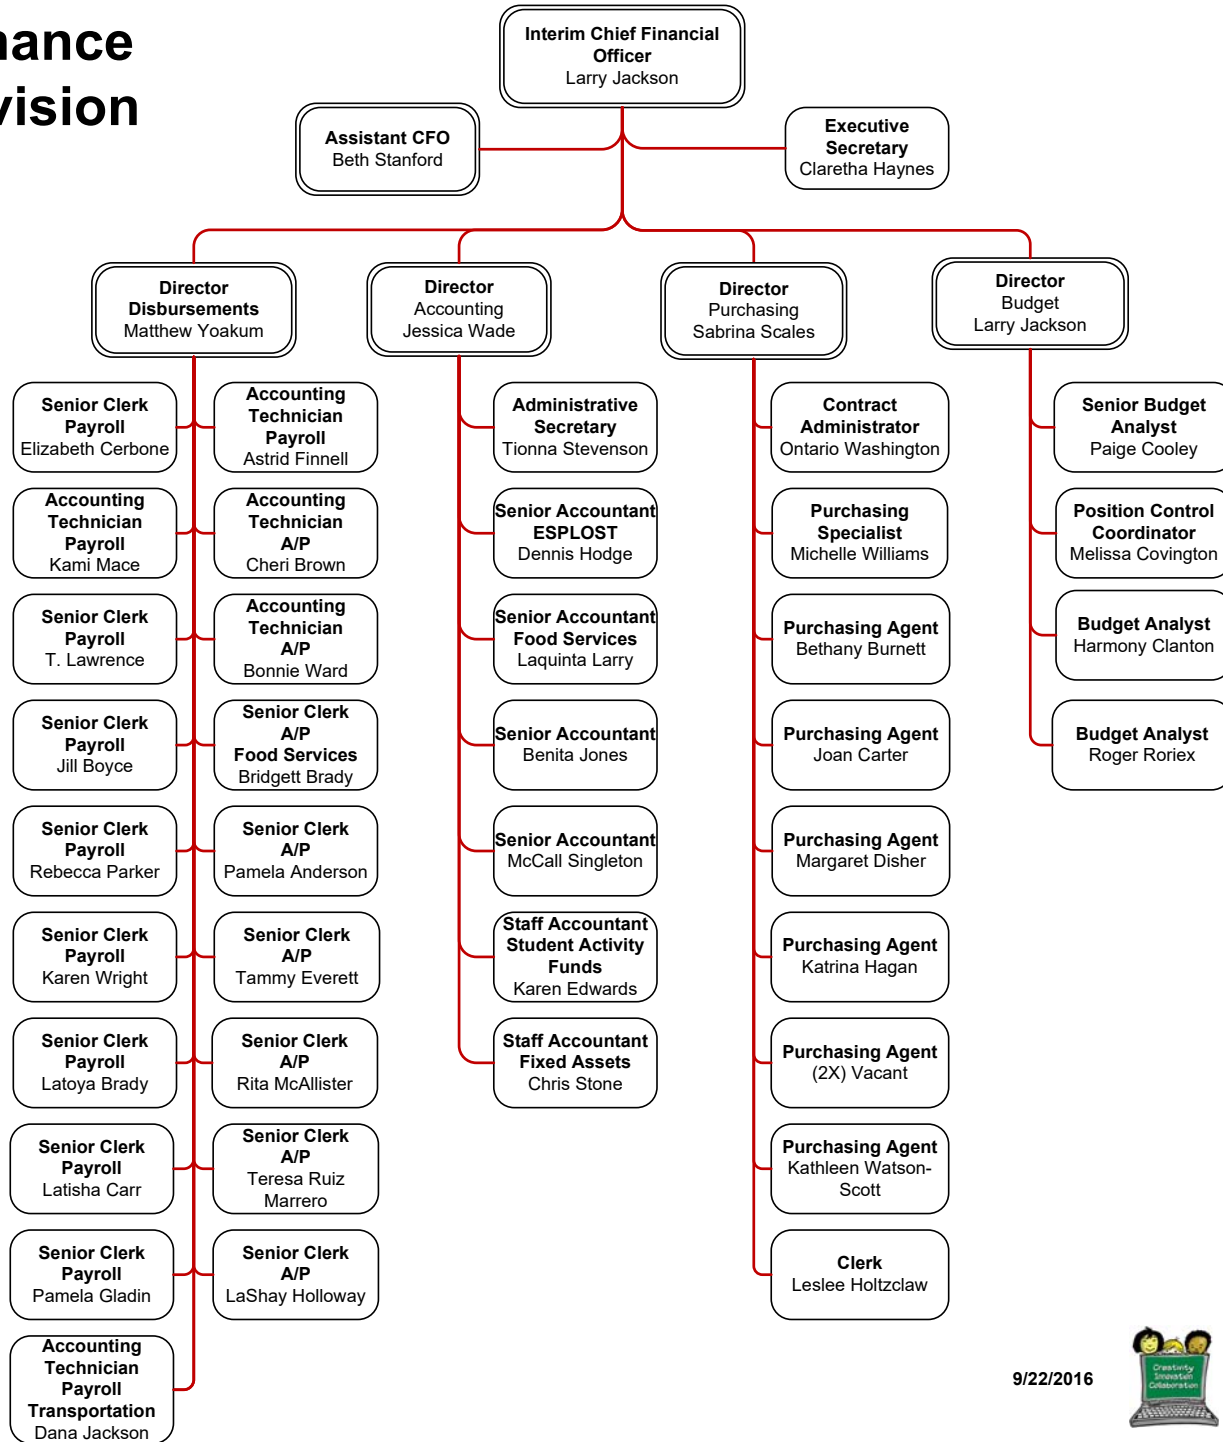 nance
vision
Interim Chief Financial
Officer
Larry Jackson
Assistant CFO
Beth Stanford
Executive
Secretary
Claretha Haynes
Director
Disbursements
Matthew Yoakum
Director
Accounting
Jessica Wade
Director
Purchasing
Sabrina Scales
Director
Budget
Larry Jackson
Senior Clerk
Payroll
Elizabeth Cerbone
Accounting
Technician
Payroll
Astrid Finnell
Accounting
Technician
Payroll
Kami Mace
Accounting
Technician
A/P
Cheri Brown
Senior Clerk
Payroll
T. Lawrence
Accounting
Technician
A/P
Bonnie Ward
Senior Clerk
Payroll
Jill Boyce
Senior Clerk
A/P
Food Services
Bridgett Brady
Senior Clerk
Payroll
Rebecca Parker
Senior Clerk
A/P
Pamela Anderson
Senior Clerk
Payroll
Karen Wright
Senior Clerk
A/P
Tammy Everett
Senior Clerk
Payroll
Latoya Brady
Senior Clerk
A/P
Rita McAllister
Senior Clerk
Payroll
Latisha Carr
Senior Clerk
A/P
Teresa Ruiz
Marrero
Senior Clerk
Payroll
Pamela Gladin
Senior Clerk
A/P
LaShay Holloway
Accounting
Technician
Payroll
Transportation
Dana Jackson
Administrative
Secretary
Tionna Stevenson
Senior Accountant
ESPLOST
Dennis Hodge
Senior Accountant
Food Services
Laquinta Larry
Senior Accountant
Benita Jones
Senior Accountant
McCall Singleton
Staff Accountant
Student Activity
Funds
Karen Edwards
Staff Accountant
Fixed Assets
Chris Stone
Contract
Administrator
Ontario Washington
Purchasing
Specialist
Michelle Williams
Purchasing Agent
Bethany Burnett
Purchasing Agent
Joan Carter
Purchasing Agent
Margaret Disher
Purchasing Agent
Katrina Hagan
Purchasing Agent
(2X) Vacant
Purchasing Agent
Kathleen Watson-
Scott
Clerk
Leslee Holtzclaw
Senior Budget
Analyst
Paige Cooley
Position Control
Coordinator
Melissa Covington
Budget Analyst
Harmony Clanton
Budget Analyst
Roger Roriex
9/22/2016
Creativity
Innovation
Collaboration